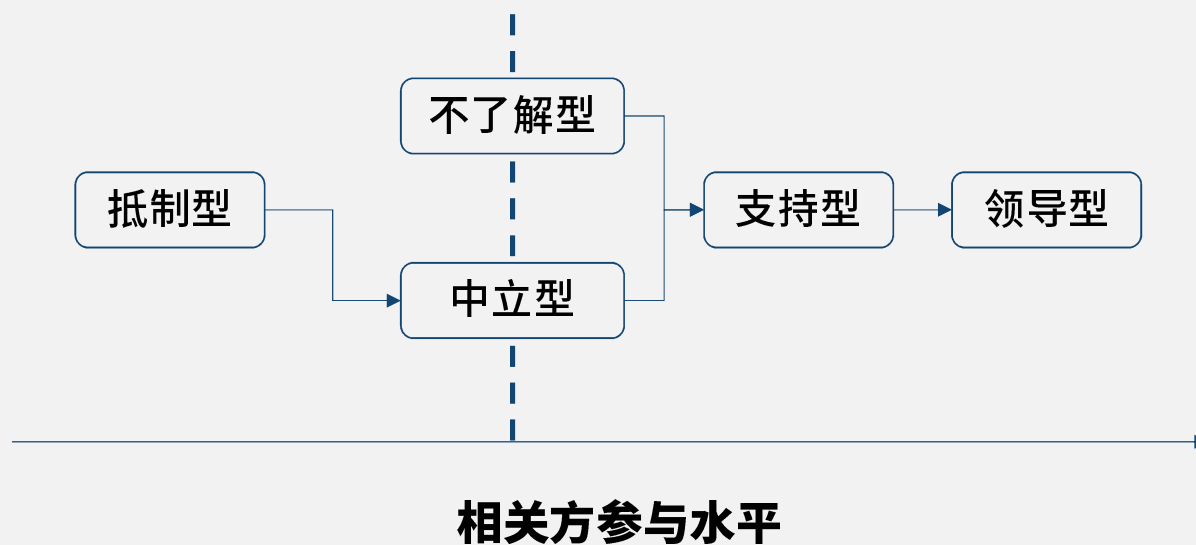 不了解型
抵制型
支持型
领导型
中立型
相关方参与水平